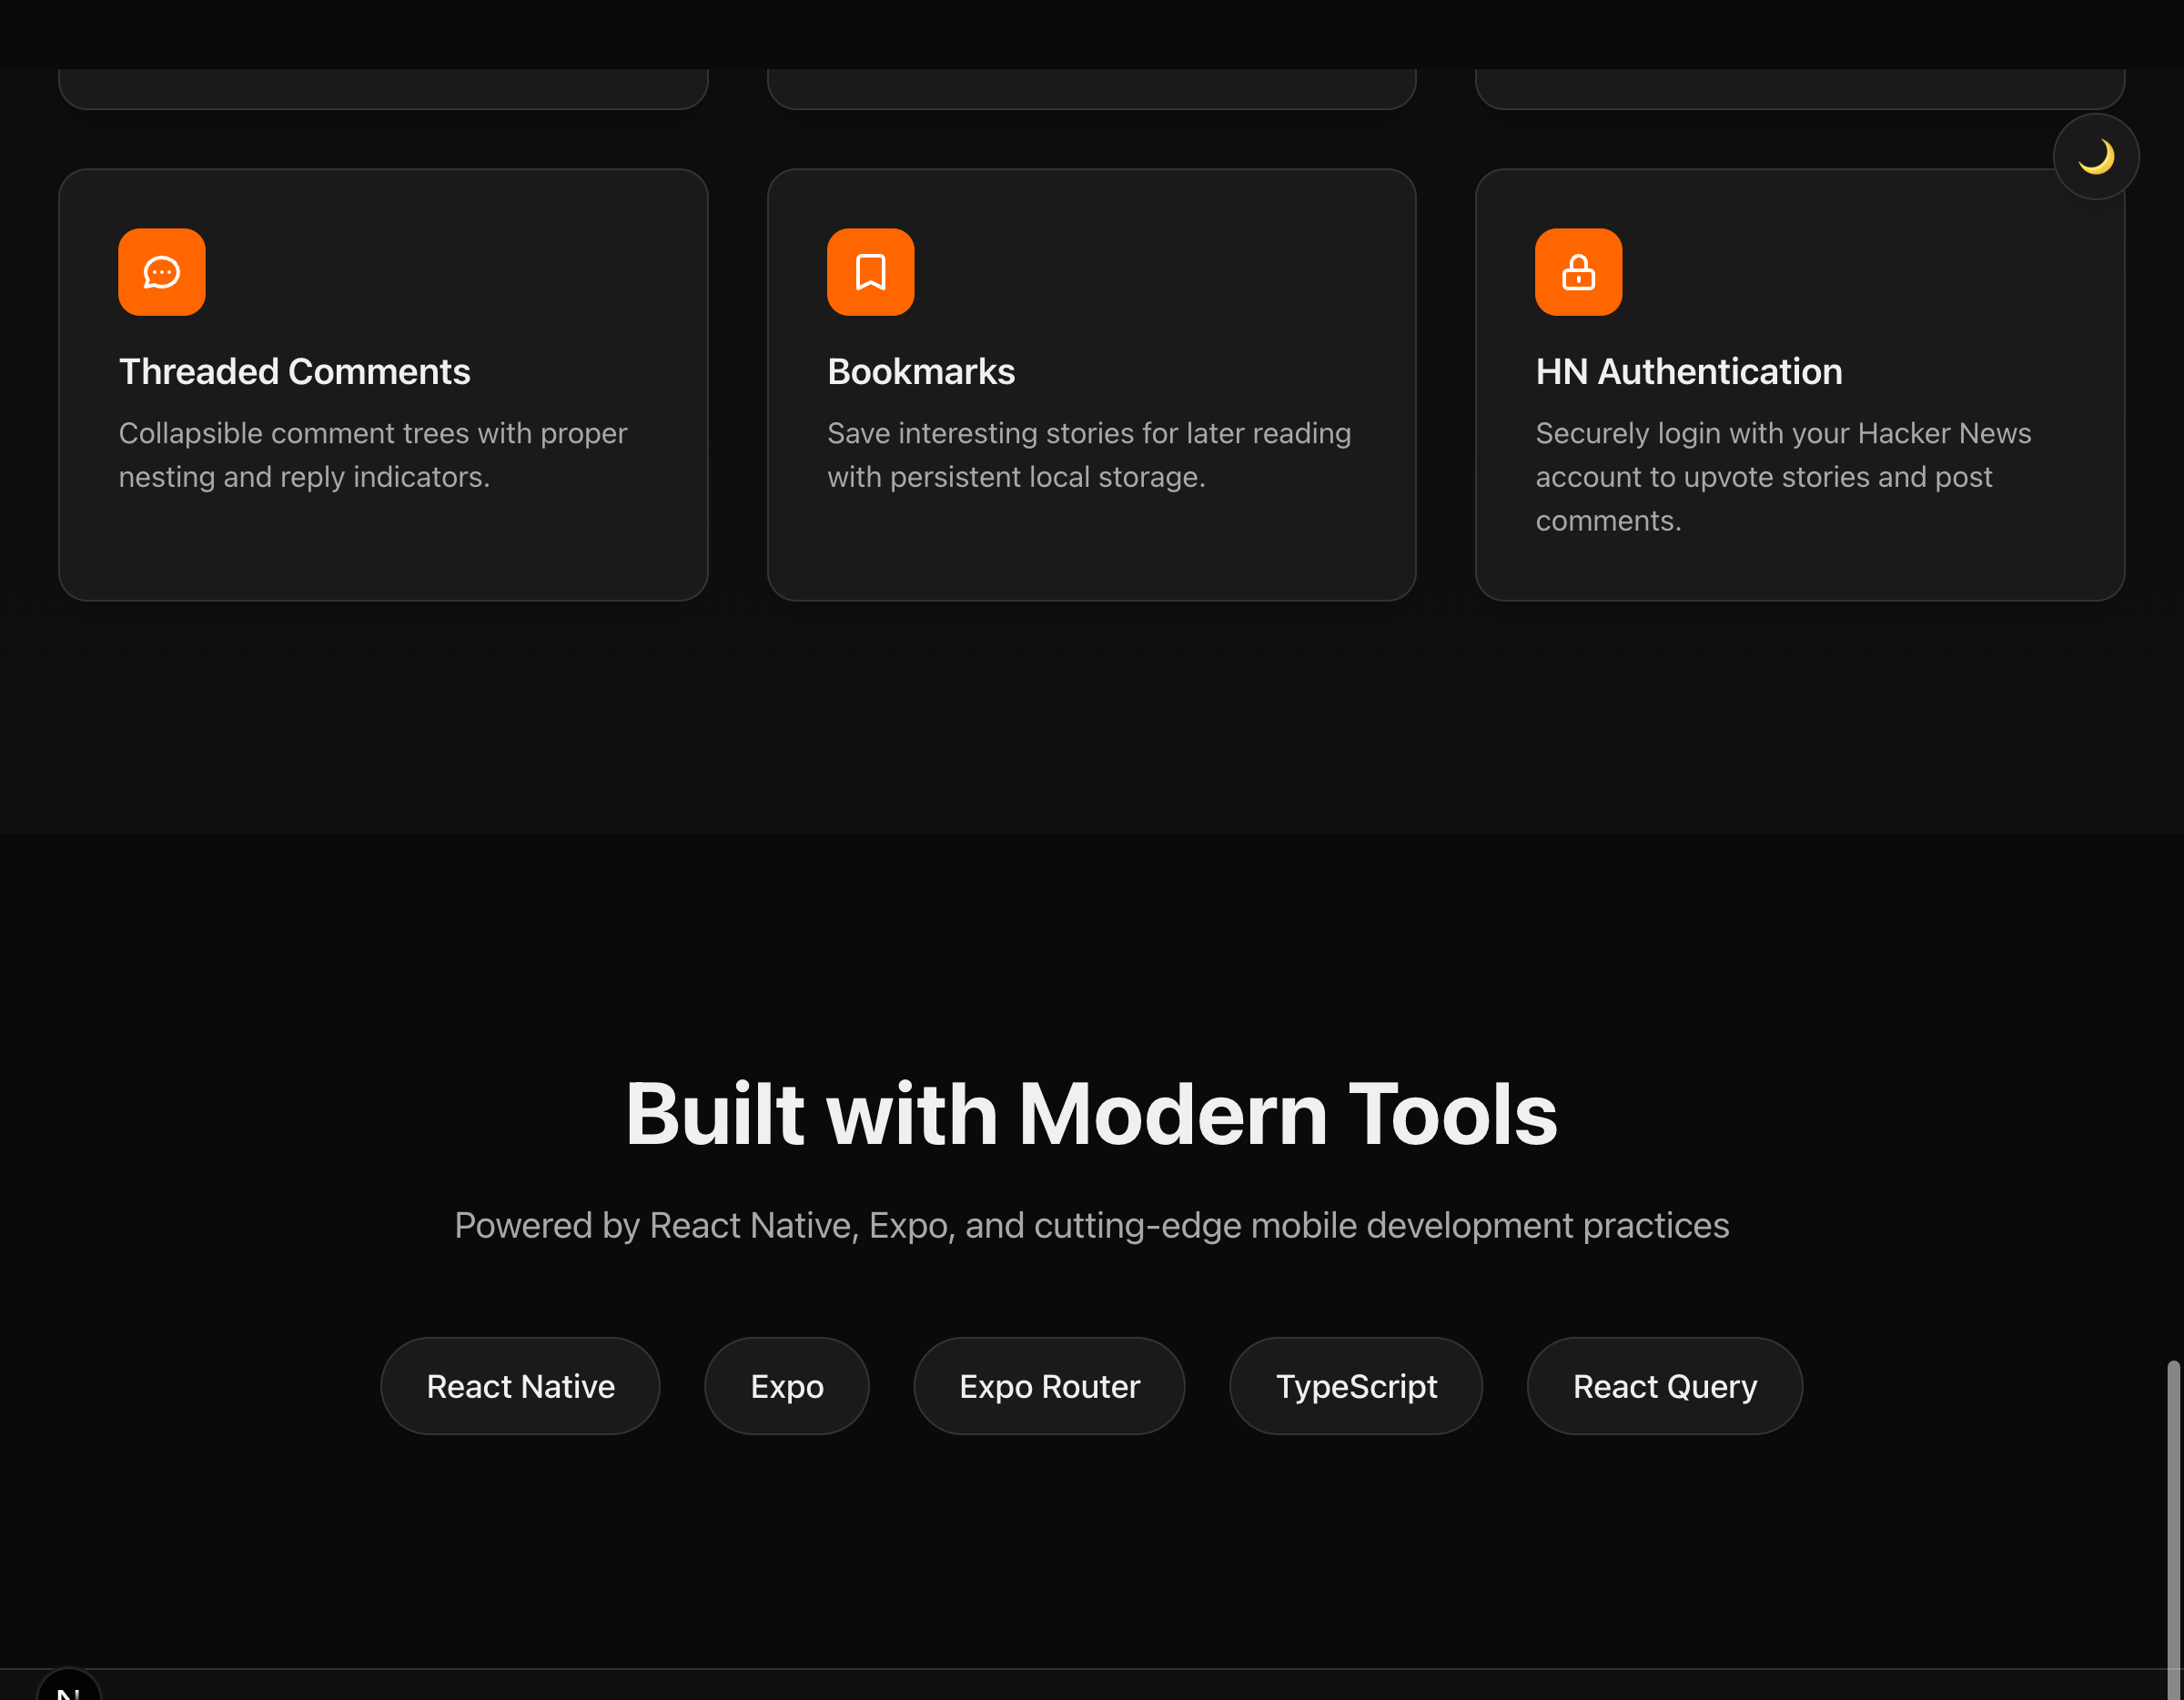 Threaded Comments
Collapsible comment trees with proper
nesting and reply indicators.
Bookmarks
Save interesting stories for later reading
with persistent local storage.
HN Authentication
Securely login with your Hacker News
account to upvote stories and post
comments.
Built with Modern Tools
Powered by React Native, Expo, and cutting-edge mobile development practices
React Native
Expo
Expo Router
TypeScript
React Query
N